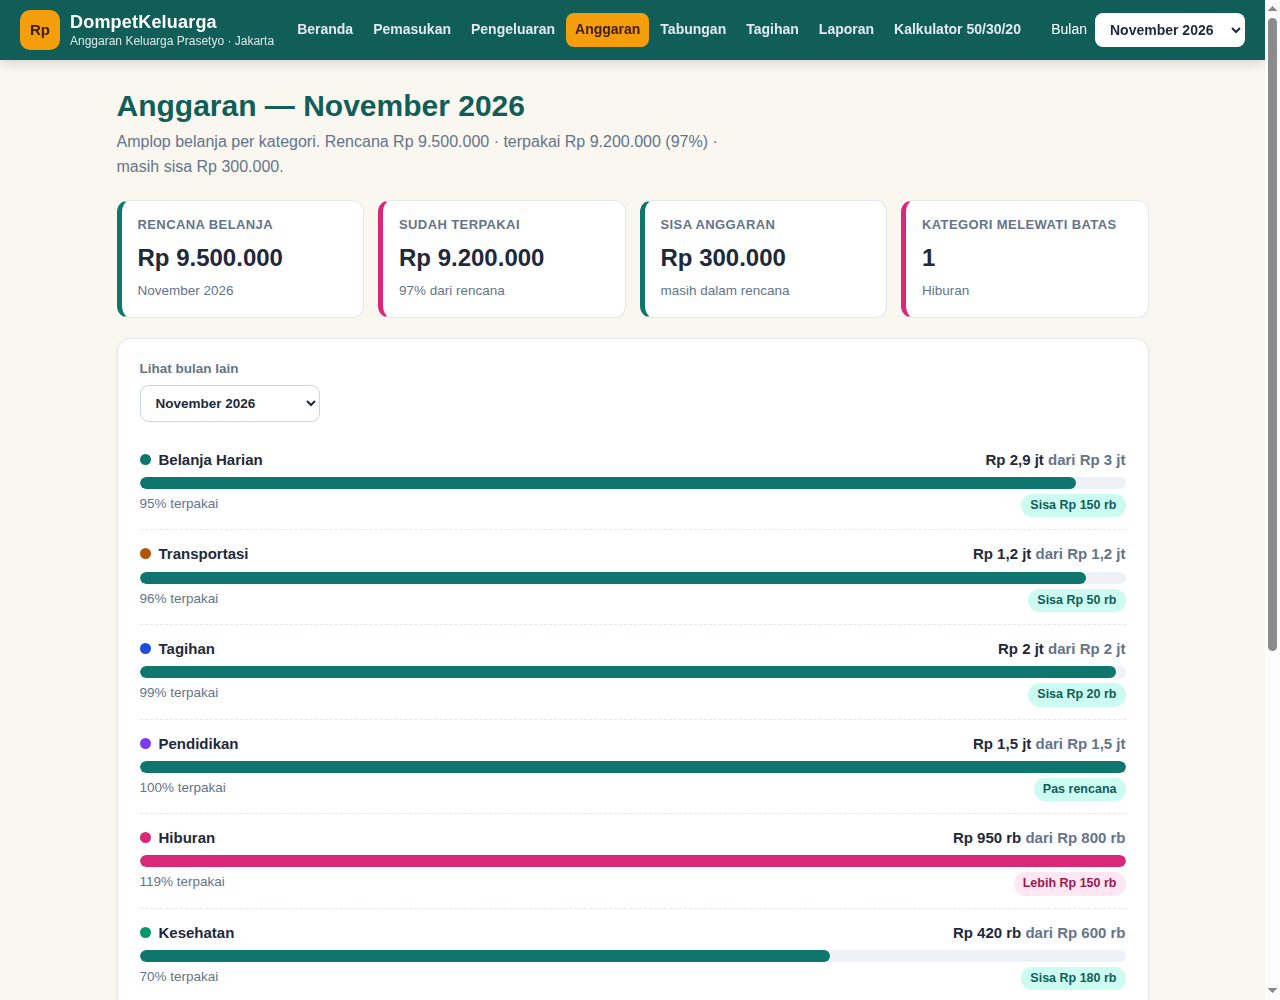 Rp
DompetKeluarga
Anggaran Keluarga Prasetyo · Jakarta
Beranda
Pemasukan
Pengeluaran
Anggaran
Tabungan
Tagihan
Laporan
Kalkulator 50/30/20
Bulan
November 2026
Anggaran — November 2026
Amplop belanja per kategori. Rencana Rp 9.500.000 · terpakai Rp 9.200.000 (97%) ·
masih sisa Rp 300.000.
RENCANA BELANJA
Rp 9.500.000
November 2026
SUDAH TERPAKAI
Rp 9.200.000
97% dari rencana
SISA ANGGARAN
Rp 300.000
masih dalam rencana
KATEGORI MELEWATI BATAS
1
Hiburan
Lihat bulan lain
November 2026
Belanja Harian
Rp 2,9 jt dari Rp 3 jt
95% terpakai
Sisa Rp 150 rb
Transportasi
Rp 1,2 jt dari Rp 1,2 jt
96% terpakai
Sisa Rp 50 rb
Tagihan
Rp 2 jt dari Rp 2 jt
99% terpakai
Sisa Rp 20 rb
Pendidikan
Rp 1,5 jt dari Rp 1,5 jt
100% terpakai
Pas rencana
Hiburan
Rp 950 rb dari Rp 800 rb
119% terpakai
Lebih Rp 150 rb
Kesehatan
Rp 420 rb dari Rp 600 rb
70% terpakai
Sisa Rp 180 rb